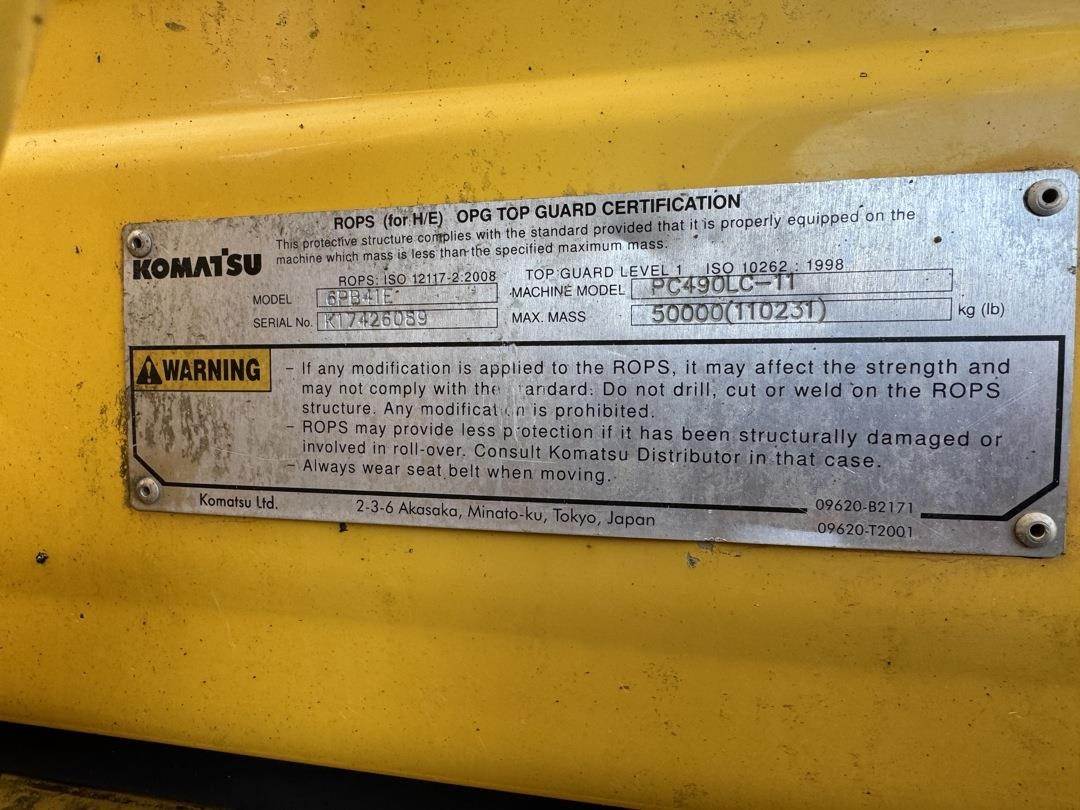 ROPS (for H/E) OPG TOP GUARD CERTIFICATION
This protective structure complies with the standard provided that it is properly equipped on the
machine which mass is less than the specified maximum mass.
KOMATSU
ROPS: ISO 12117-2:2008 TOP GUARD LEVEL 1 ISO 10262 : 1998
MODEL 6PB41E MACHINE MODEL PC490LC-11
SERIAL No. K17426089 MAX. MASS 50000(110231) kg (lb)
WARNING
- If any modification is applied to the ROPS, it may affect the strength and
may not comply with the tandard. Do not drill, cut or weld on the ROPS
structure. Any modification is prohibited.
- ROPS may provide less protection if it has been structurally damaged or
involved in roll-over. Consult Komatsu Distributor in that case.
- Always wear seat belt when moving.
Komatsu Ltd. 2-3-6 Akasaka, Minato-ku, Tokyo, Japan 09620-B2171
09620-T2001